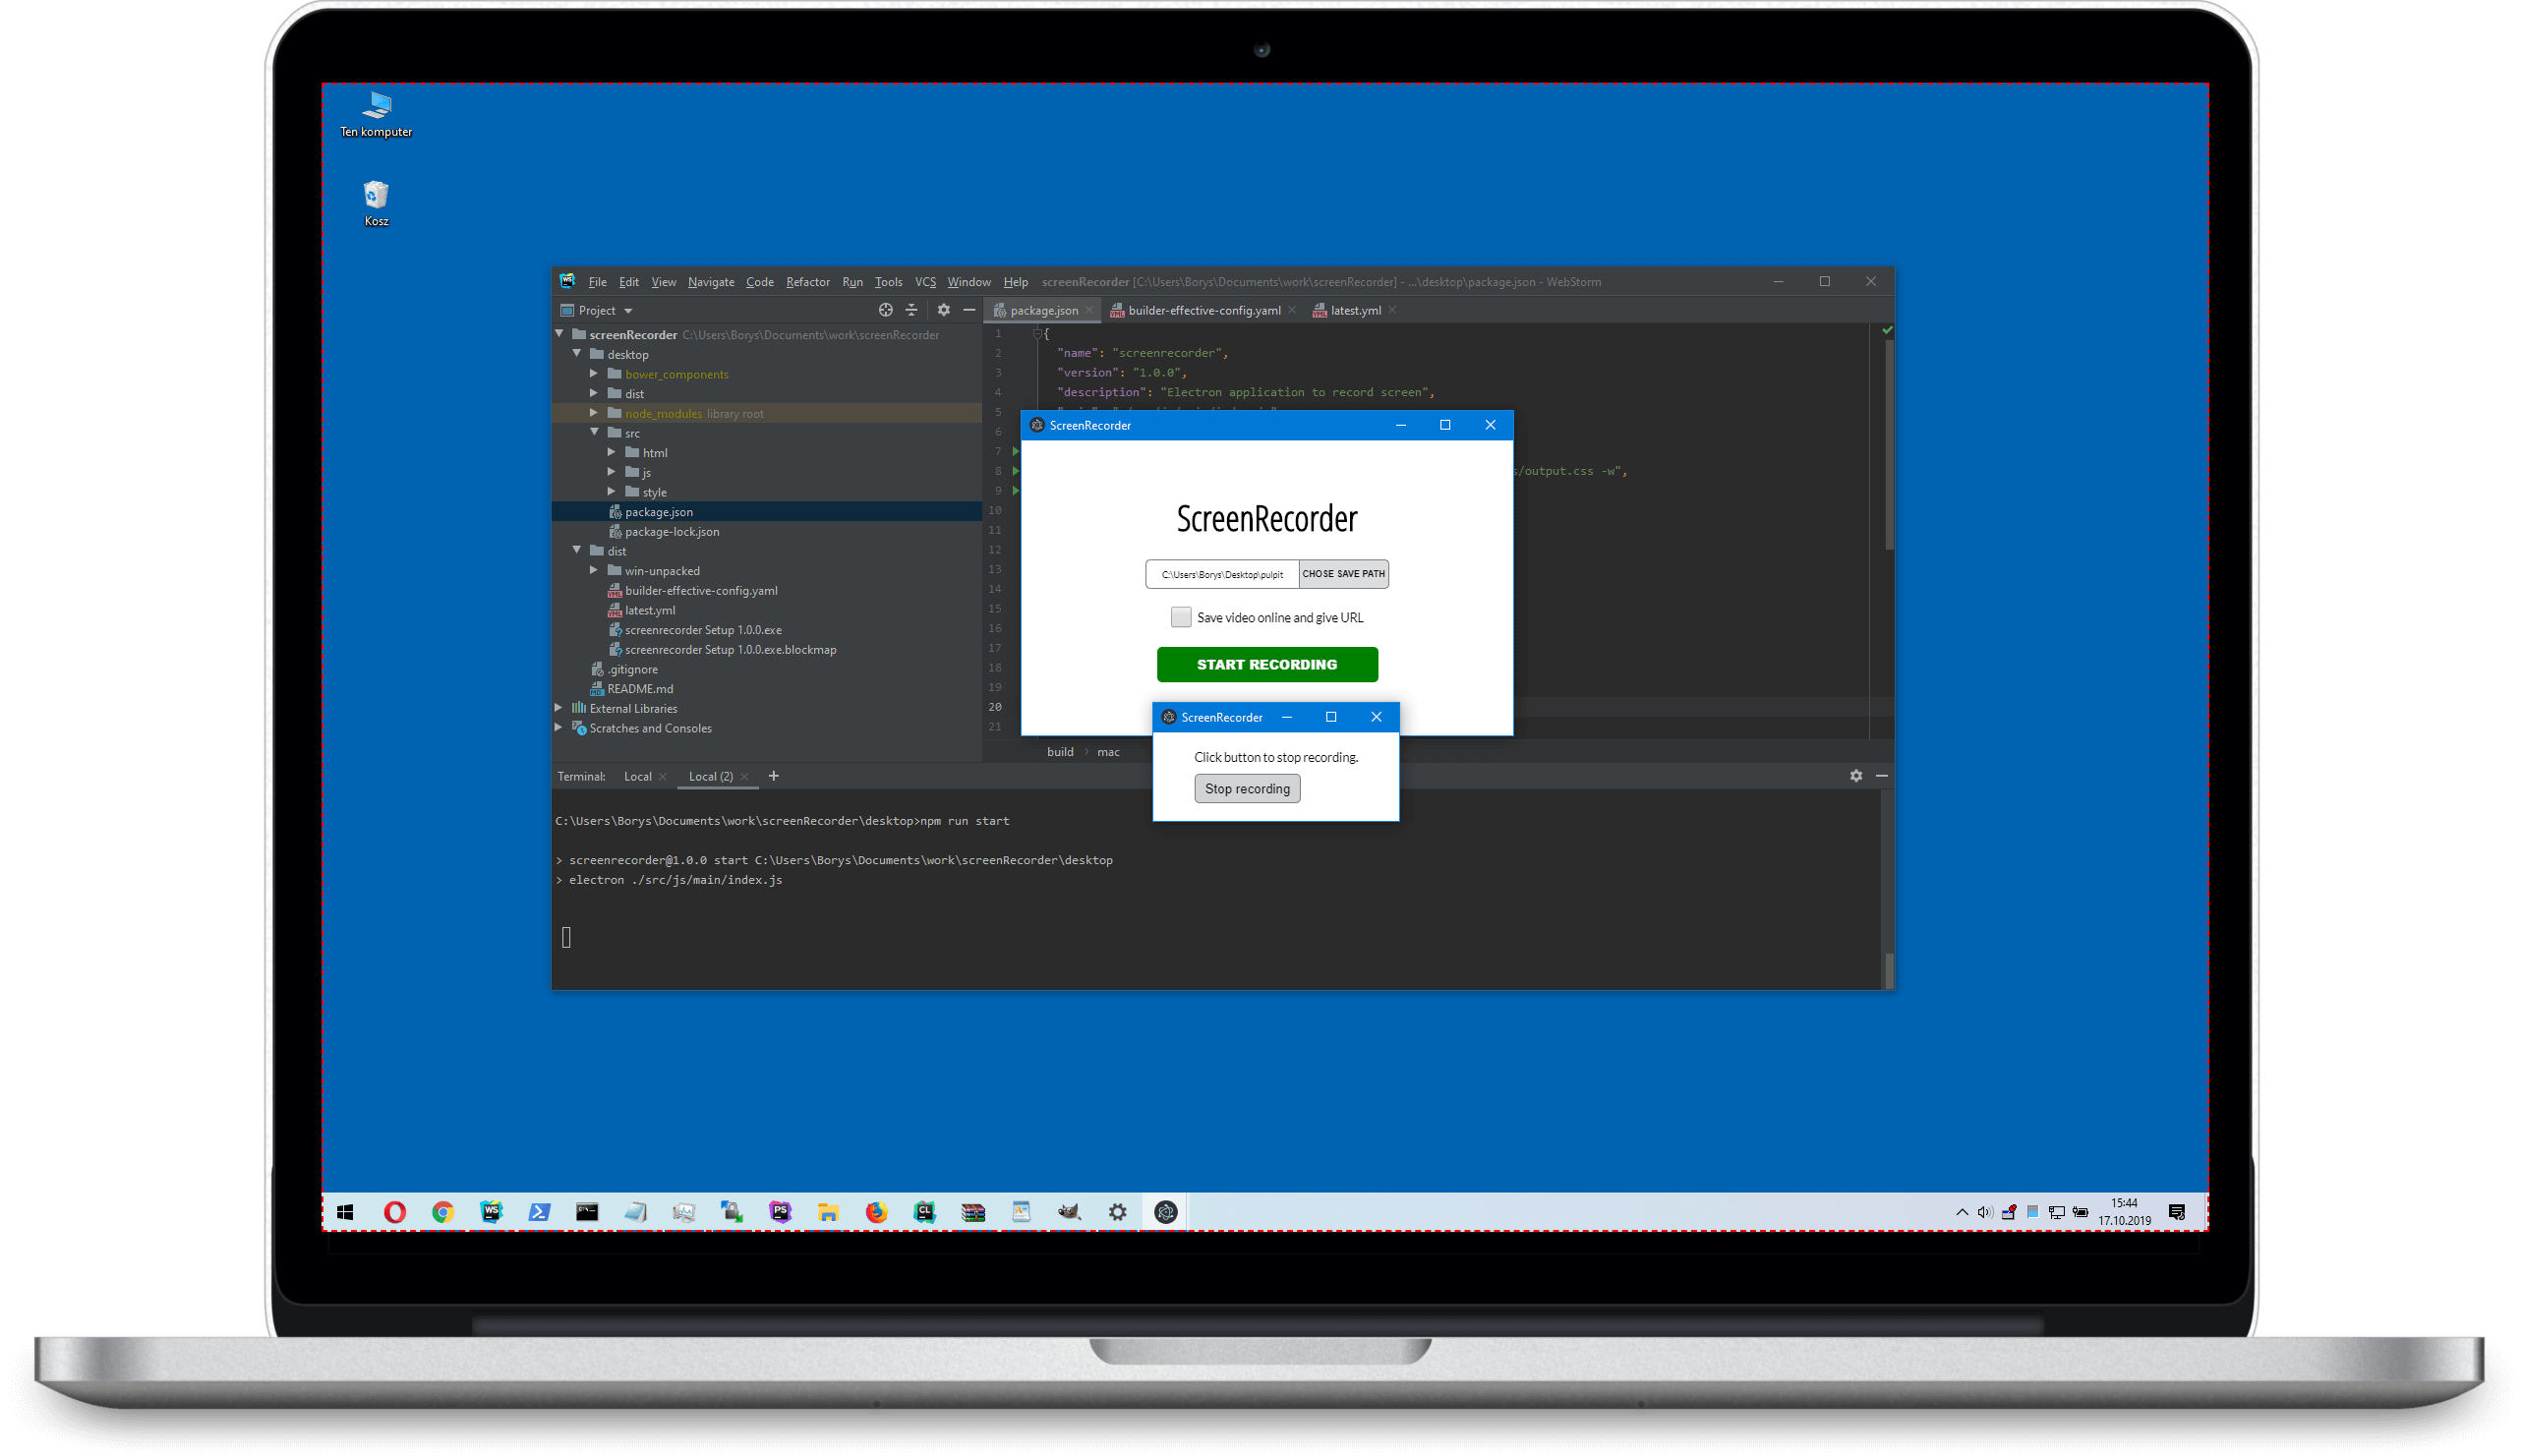 Ten komputer
Kosz
File Edit View Navigate Code Refactor Run Tools VCS Window Help screenRecorder [C:\Users\Borys\Documents\work\screenRecorder] - ...\desktop\package.json - WebStorm
Project
package.json builder-effective-config.yaml latest.yml
screenRecorder C:\Users\Borys\Documents\work\screenRecorder
desktop
bower_components
dist
node_modules library root
src
html
js
style
package.json
package-lock.json
dist
win-unpacked
builder-effective-config.yaml
latest.yml
screenrecorder Setup 1.0.0.exe
screenrecorder Setup 1.0.0.exe.blockmap
.gitignore
README.md
External Libraries
Scratches and Consoles
1 {
2 "name": "screenrecorder",
3 "version": "1.0.0",
4 "description": "Electron application to record screen",
5
6
7
8 /output.css -w",
9
10
11
12
13
14
15
16
17
18
19
20
21
build › mac
ScreenRecorder
ScreenRecorder
C:\Users\Borys\Desktop\pulpit CHOSE SAVE PATH
Save video online and give URL
START RECORDING
ScreenRecorder
Click button to stop recording.
Stop recording
Terminal: Local Local (2) +
C:\Users\Borys\Documents\work\screenRecorder\desktop>npm run start
> screenrecorder@1.0.0 start C:\Users\Borys\Documents\work\screenRecorder\desktop
> electron ./src/js/main/index.js
WS PS CL
15:44
17.10.2019